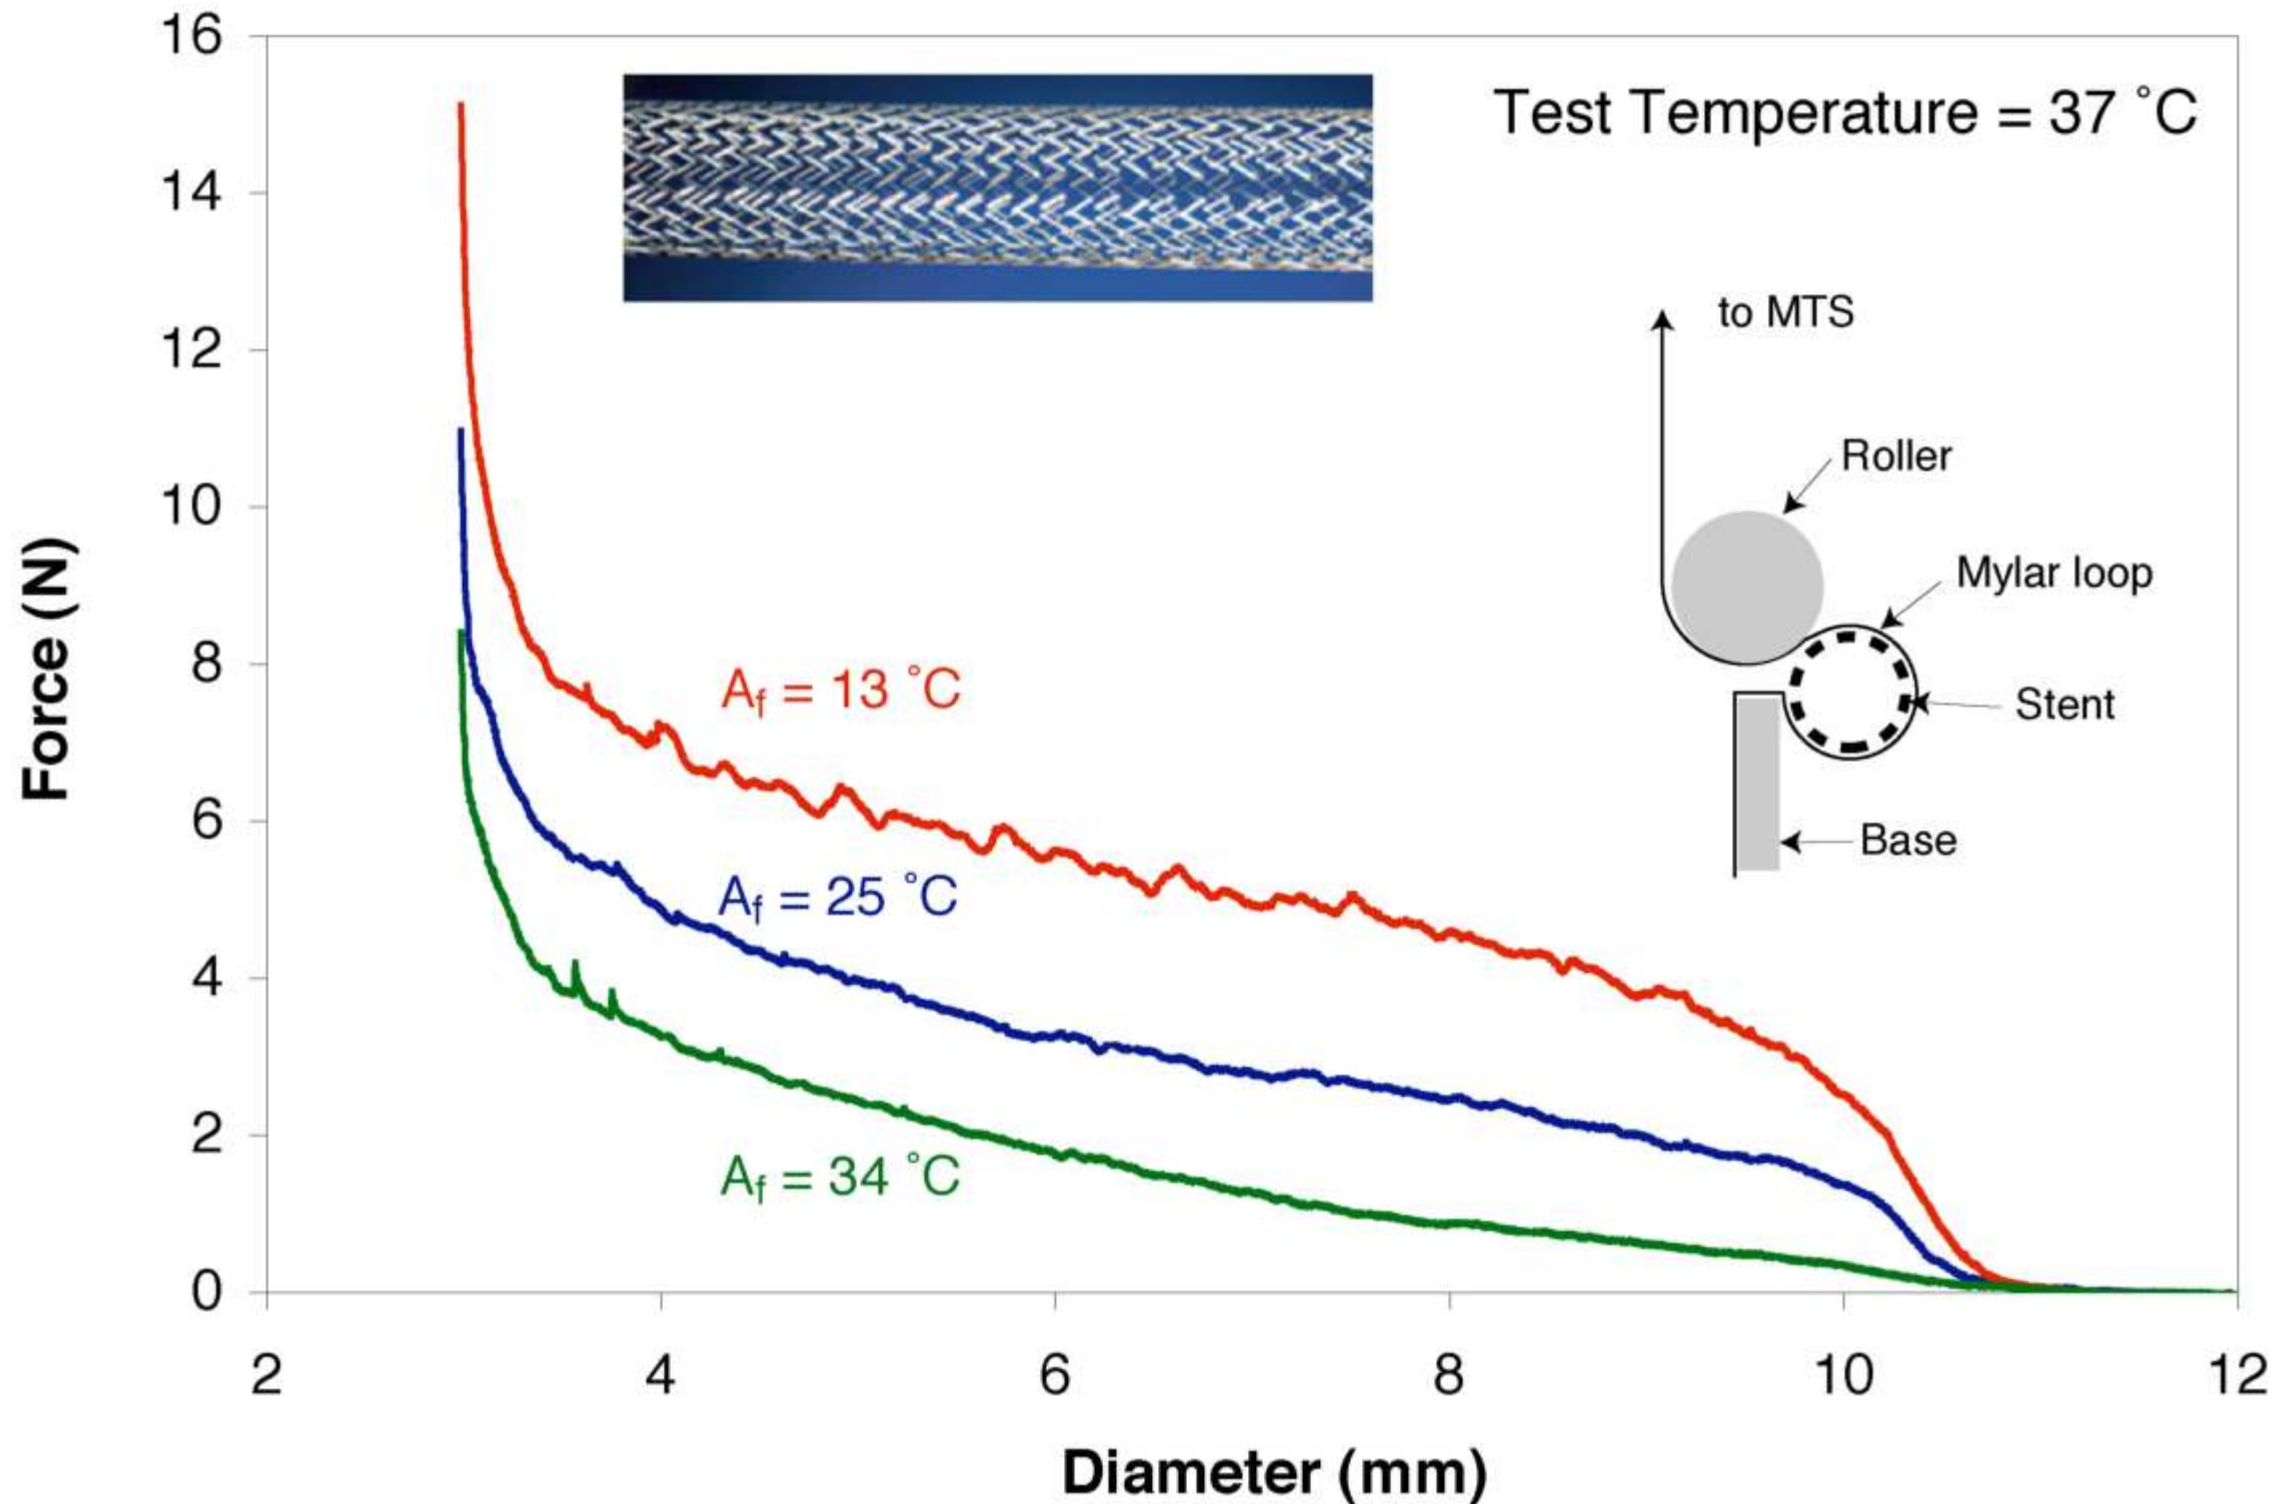 16
14
12
10
8
6
4
2
0
Force (N)
Test Temperature = 37 ˚C
to MTS
Roller
Mylar loop
Stent
Base
Af = 13 ˚C
Af = 25 ˚C
Af = 34 ˚C
2 4 6 8 10 12
Diameter (mm)